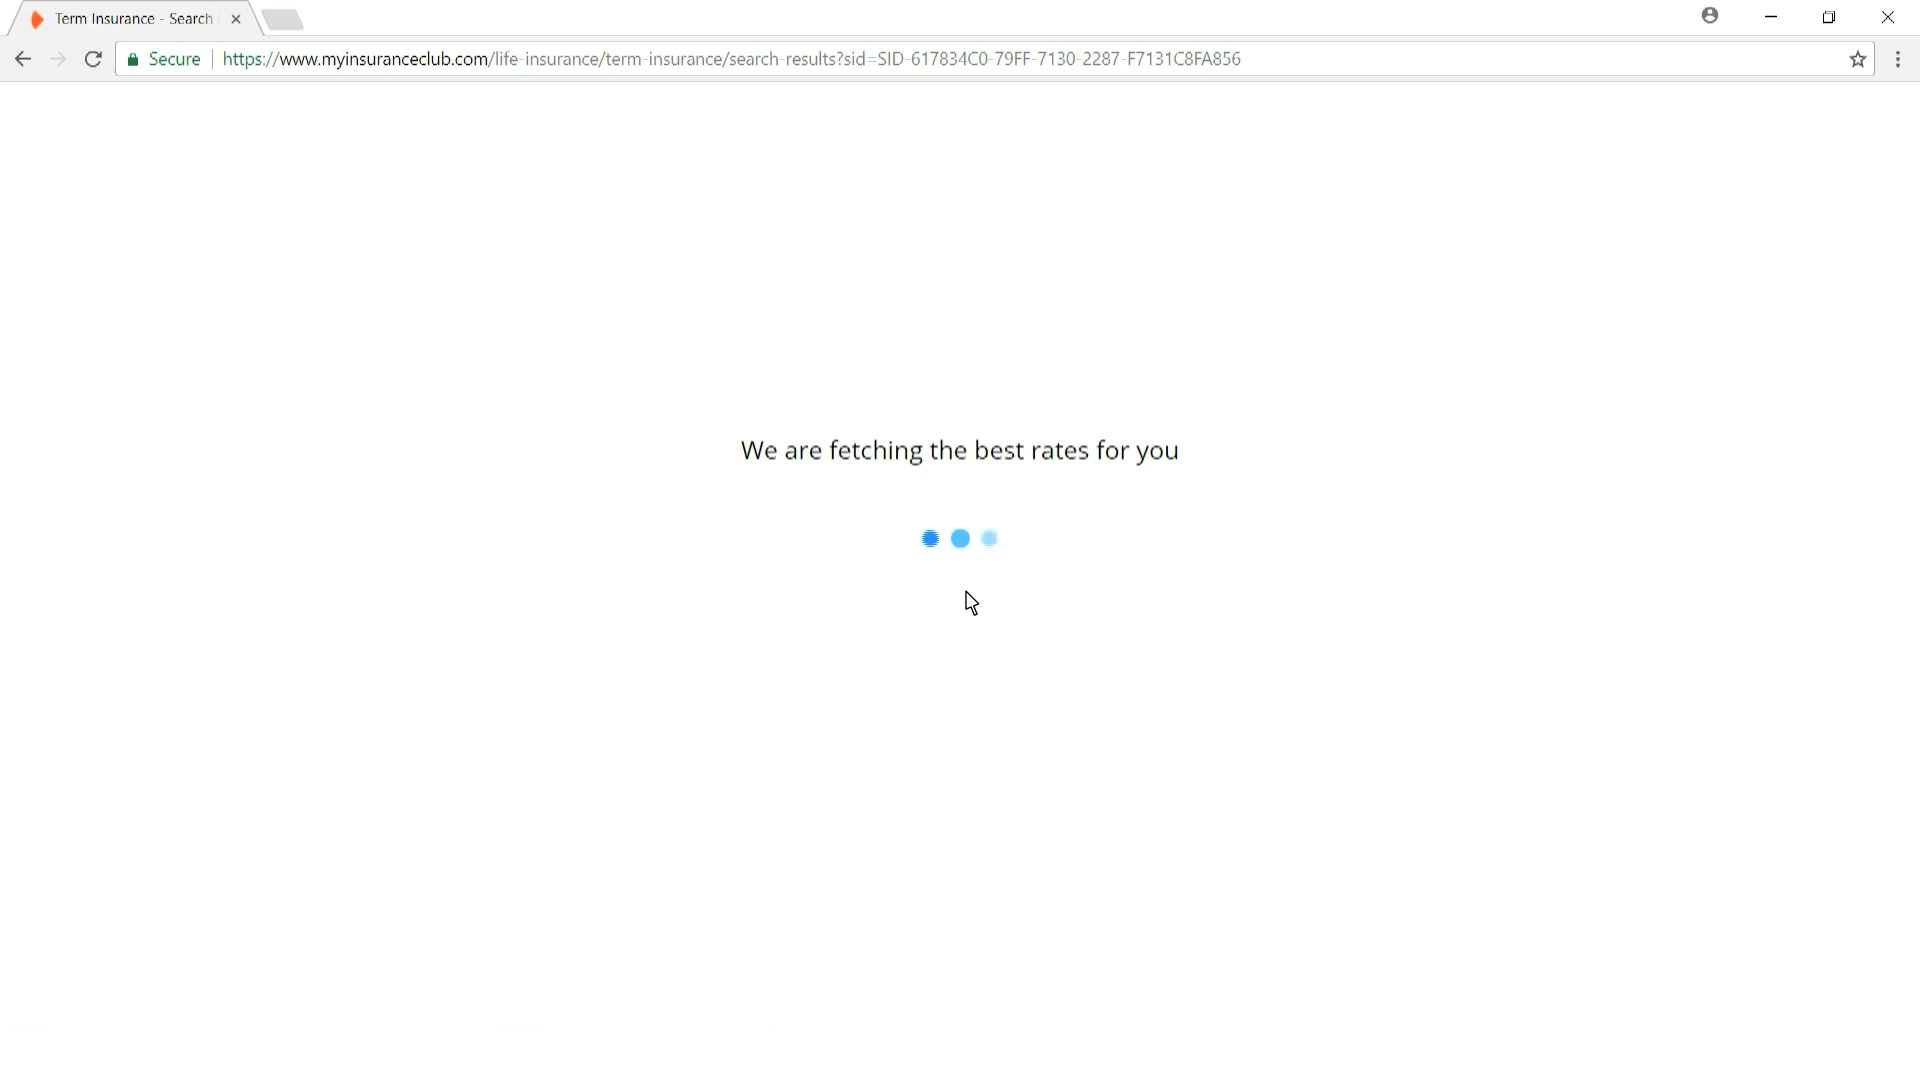 Term Insurance - Search
Secure
https://www.myinsuranceclub.com/life-insurance/term-insurance/search-results?sid=SID-617834C0-79FF-7130-2287-F7131C8FA856
We are fetching the best rates for you